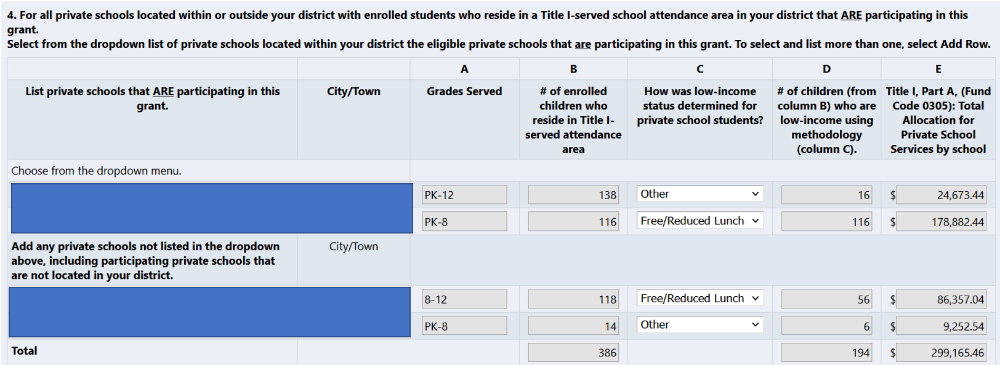 4. For all private schools located within or outside your district with enrolled students who reside in a Title I-served school attendance area in your district that ARE participating in this
grant.
Select from the dropdown list of private schools located within your district the eligible private schools that are participating in this grant. To select and list more than one, select Add Row.
A B C D E
List private schools that ARE participating in this
grant.
City/Town
Grades Served
# of enrolled
children who
reside in Title I-
served attendance
area
How was low-income
status determined for
private school students?
# of children (from
column B) who are
low-income using
methodology
(column C).
Title I, Part A, (Fund
Code 0305): Total
Allocation for
Private School
Services by school
Choose from the dropdown menu.
PK-12 138 Other 16 $ 24,673.44
PK-8 116 Free/Reduced Lunch 116 $ 178,882.44
Add any private schools not listed in the dropdown
above, including participating private schools that
are not located in your district.
City/Town
8-12 118 Free/Reduced Lunch 56 $ 86,357.04
PK-8 14 Other 6 $ 9,252.54
Total 386 194 $ 299,165.46